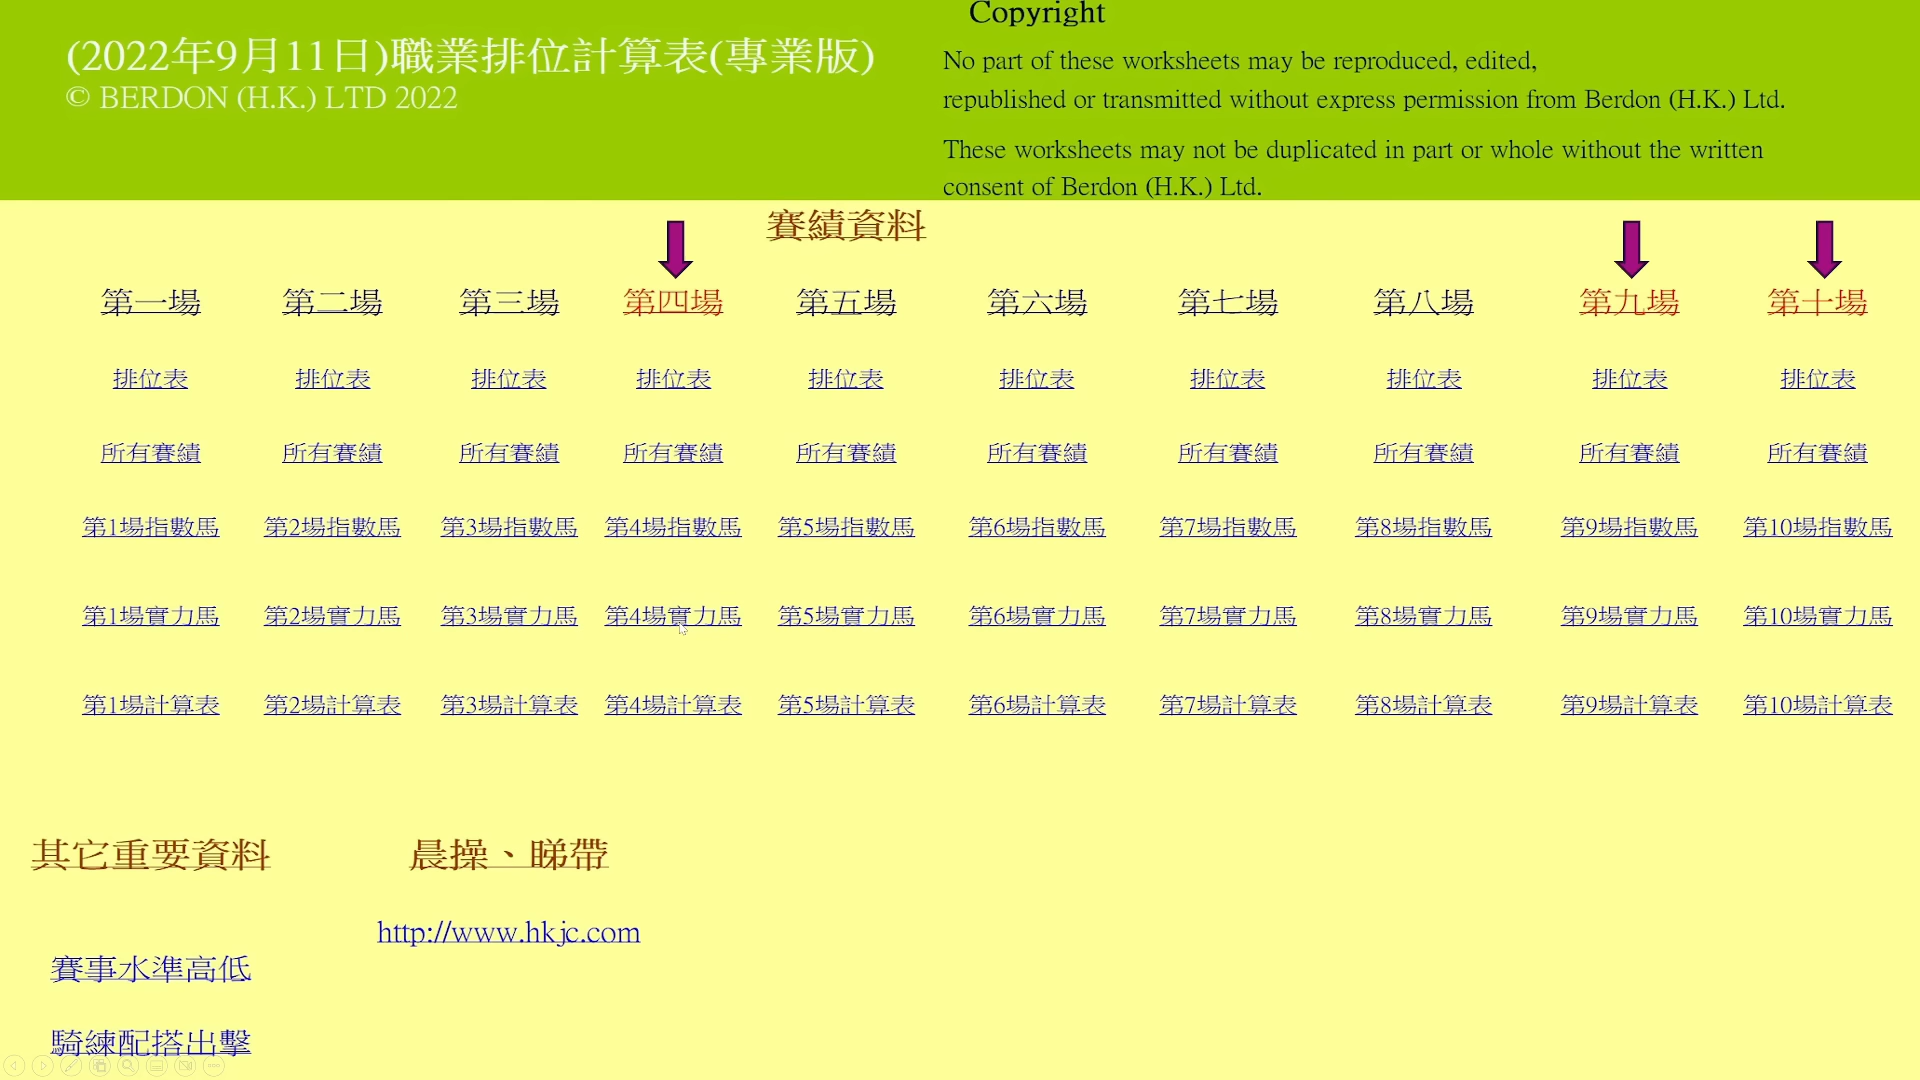 (2022年9月11日)職業排位計算表(專業版)
© BERDON (H.K.) LTD 2022
Copyright
No part of these worksheets may be reproduced, edited,
republished or transmitted without express permission from Berdon (H.K.) Ltd.
These worksheets may not be duplicated in part or whole without the written
consent of Berdon (H.K.) Ltd.
賽績資料
第一場 第二場 第三場 第四場 第五場 第六場 第七場 第八場 第九場 第十場
排位表 排位表 排位表 排位表 排位表 排位表 排位表 排位表 排位表 排位表
所有賽績 所有賽績 所有賽績 所有賽績 所有賽績 所有賽績 所有賽績 所有賽績 所有賽績 所有賽績
第1場指數馬 第2場指數馬 第3場指數馬 第4場指數馬 第5場指數馬 第6場指數馬 第7場指數馬 第8場指數馬 第9場指數馬 第10場指數馬
第1場實力馬 第2場實力馬 第3場實力馬 第4場實力馬 第5場實力馬 第6場實力馬 第7場實力馬 第8場實力馬 第9場實力馬 第10場實力馬
第1場計算表 第2場計算表 第3場計算表 第4場計算表 第5場計算表 第6場計算表 第7場計算表 第8場計算表 第9場計算表 第10場計算表
其它重要資料 晨操、睇帶
http://www.hkjc.com
賽事水準高低
騎練配搭出擊